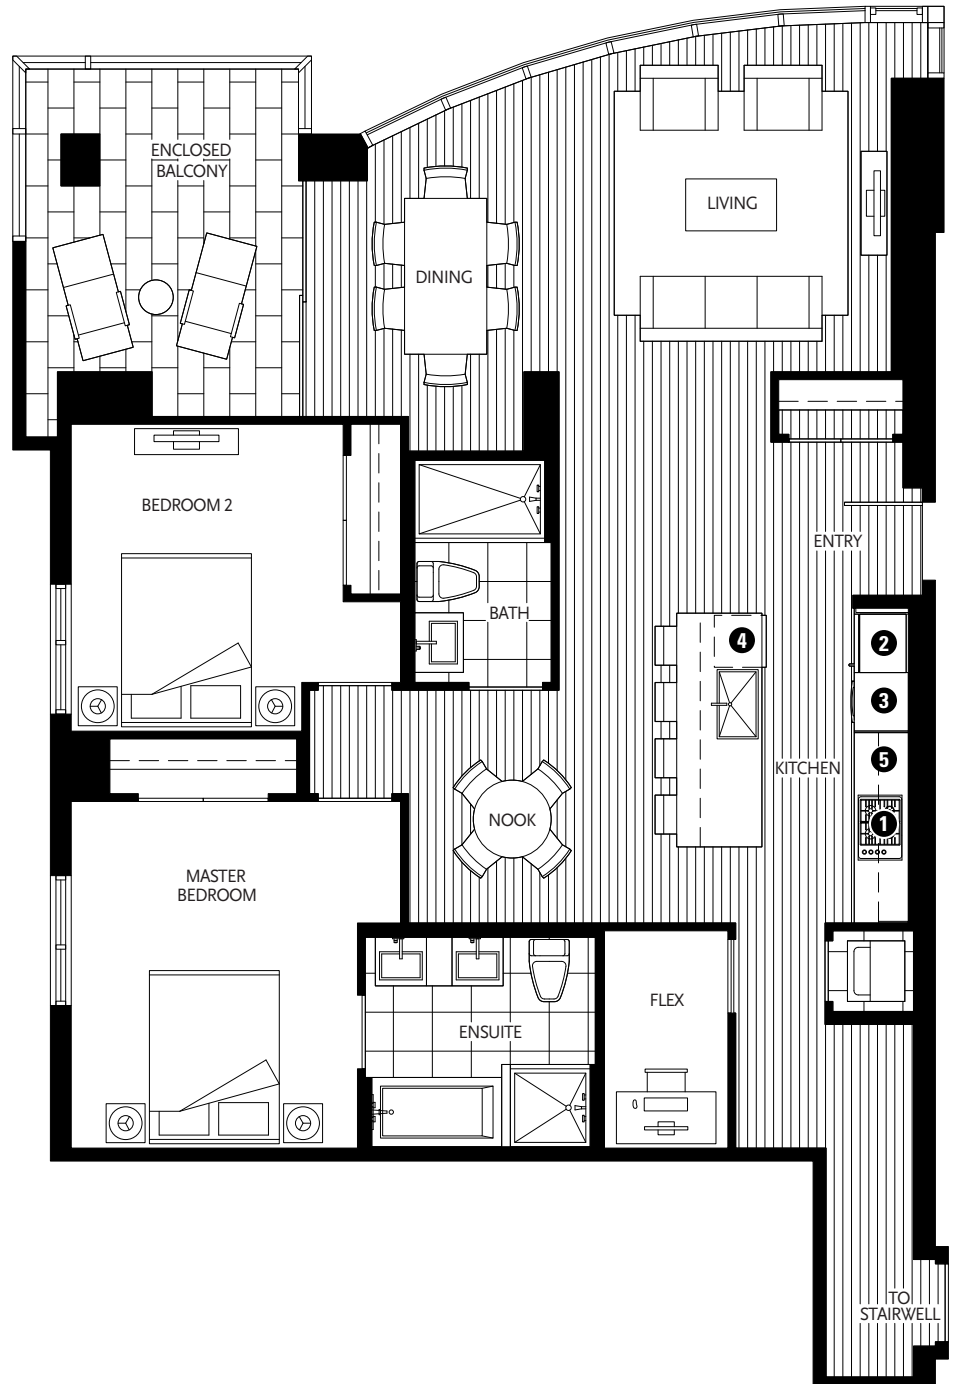 ENCLOSED
BALCONY
LIVING
DINING
BEDROOM 2
ENTRY
BATH
4
2
3
5
KITCHEN
1
NOOK
MASTER
BEDROOM
FLEX
ENSUITE
TO
STAIRWELL